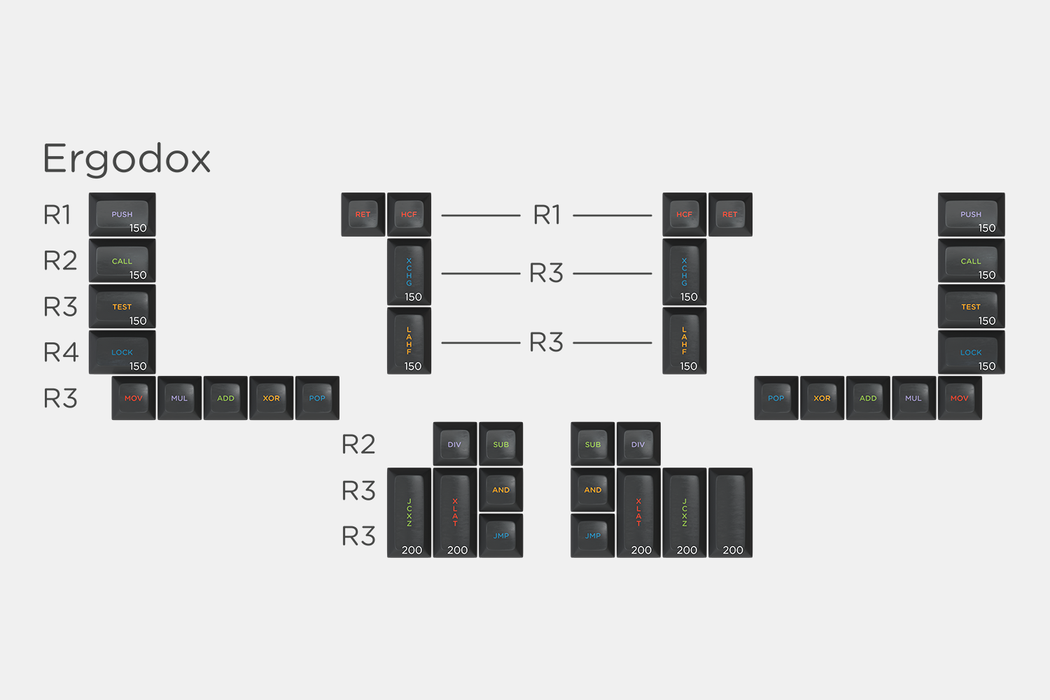 Ergodox
R1 PUSH 150 RET HCF R1 HCF RET PUSH 150
R2 CALL 150 XCHG 150 R3 XCHG 150 CALL 150
R3 TEST 150 TEST 150
LAHF 150 R3 LAHF 150
R4 LOCK 150 LOCK 150
R3 MOV MUL ADD XOR POP POP XOR ADD MUL MOV
R2 DIV SUB SUB DIV
R3 JCXZ 200 XLAT 200 AND AND XLAT 200 JCXZ 200 200
R3 JMP JMP